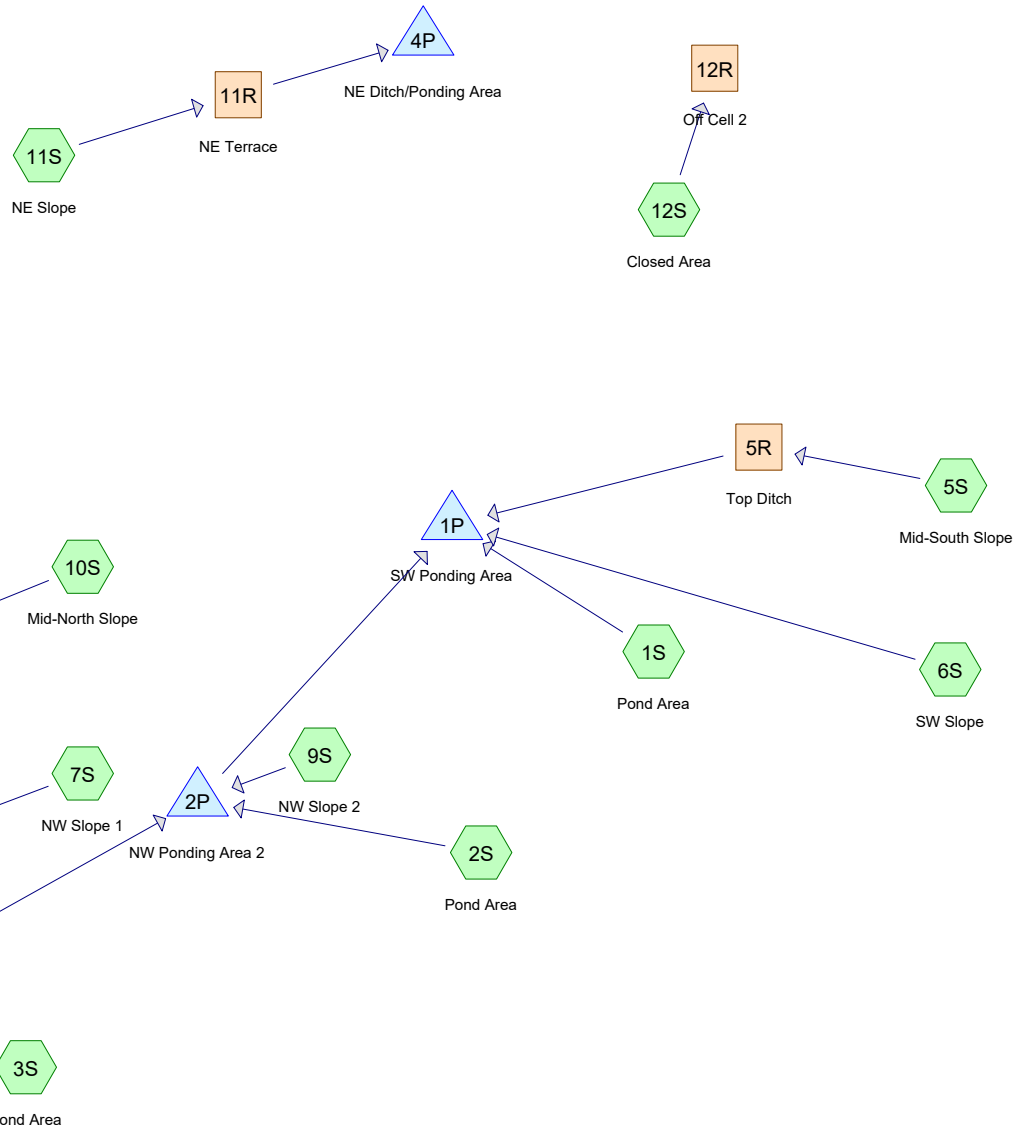 4P
NE Ditch/Ponding Area
11R
NE Terrace
11S
NE Slope
12R
Off Cell 2
12S
Closed Area
5R
Top Ditch
5S
Mid-South Slope
1P
SW Ponding Area
10S
Mid-North Slope
1S
Pond Area
6S
SW Slope
9S
NW Slope 2
7S
NW Slope 1
2P
NW Ponding Area 2
2S
Pond Area
3S
ond Area